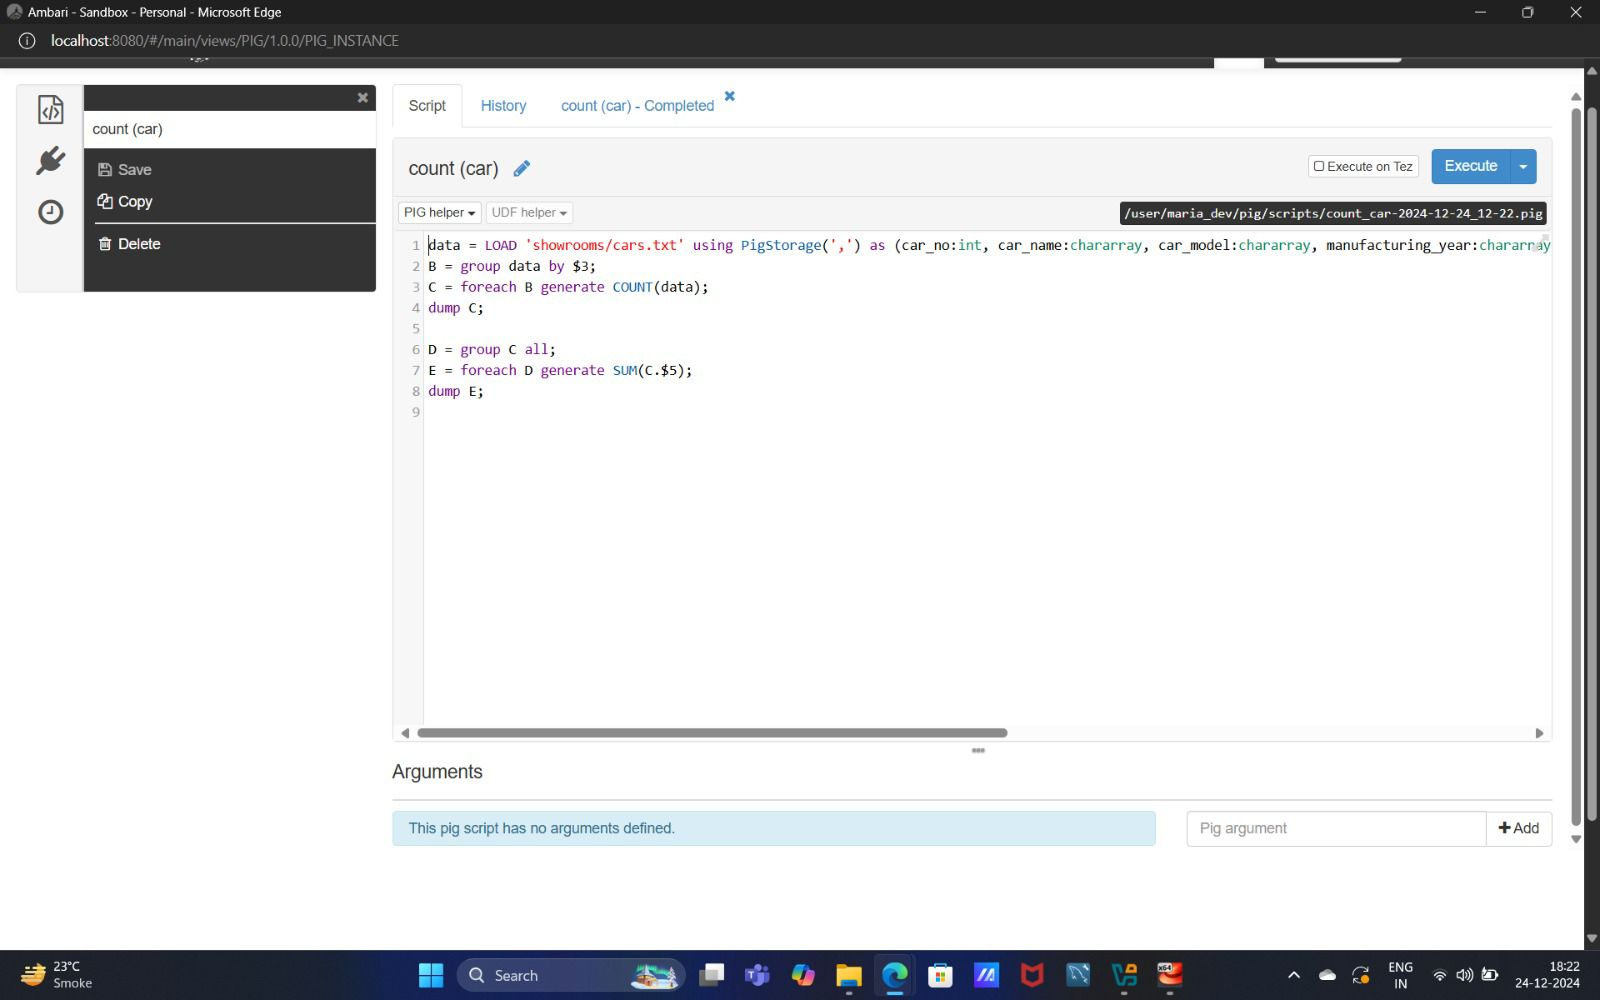 Ambari - Sandbox - Personal - Microsoft Edge
localhost:8080/#/main/views/PIG/1.0.0/PIG_INSTANCE
count (car)
Save
Copy
Delete
Script
History
count (car) - Completed
count (car)
Execute on Tez
Execute
PIG helper
UDF helper
/user/maria_dev/pig/scripts/count_car-2024-12-24_12-22.pig
1 data = LOAD 'showrooms/cars.txt' using PigStorage(',') as (car_no:int, car_name:chararray, car_model:chararray, manufacturing_year:chararray
2 B = group data by $3;
3 C = foreach B generate COUNT(data);
4 dump C;
5
6 D = group C all;
7 E = foreach D generate SUM(C.$5);
8 dump E;
9
Arguments
This pig script has no arguments defined.
Pig argument
Add
23°C
Smoke
Search
x64
ENG
IN
18:22
24-12-2024